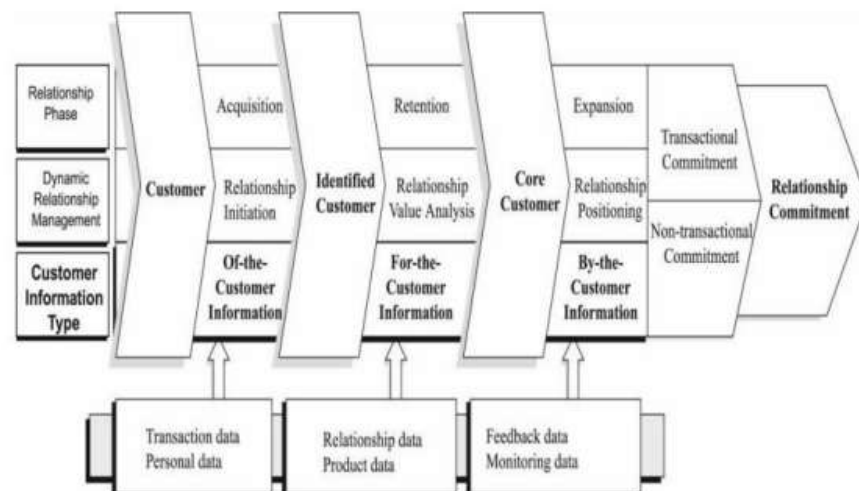 Relationship
Phase
Acquisition
Retention
Expansion
Transactional
Commitment
Dynamic
Relationship
Management
Customer
Relationship
Initiation
Identified
Customer
Relationship
Value Analysis
Core
Customer
Relationship
Positioning
Relationship
Commitment
Non-transactional
Commitment
Customer
Information
Type
Of-the-
Customer
Information
For-the-
Customer
Information
By-the-
Customer
Information
Transaction data
Personal data
Relationship data
Product data
Feedback data
Monitoring data